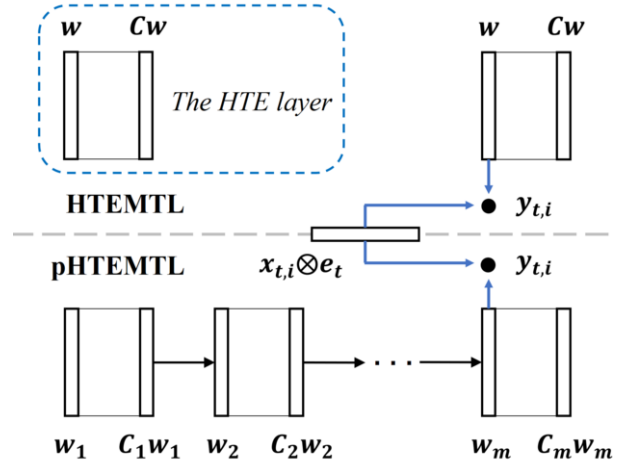 w Cw w Cw
The HTE layer
HTEMTL y_{t,i}
pHTEMTL x_{t,i}⊗e_t y_{t,i}
. . .
w_1 C_1w_1 w_2 C_2w_2 w_m C_mw_m